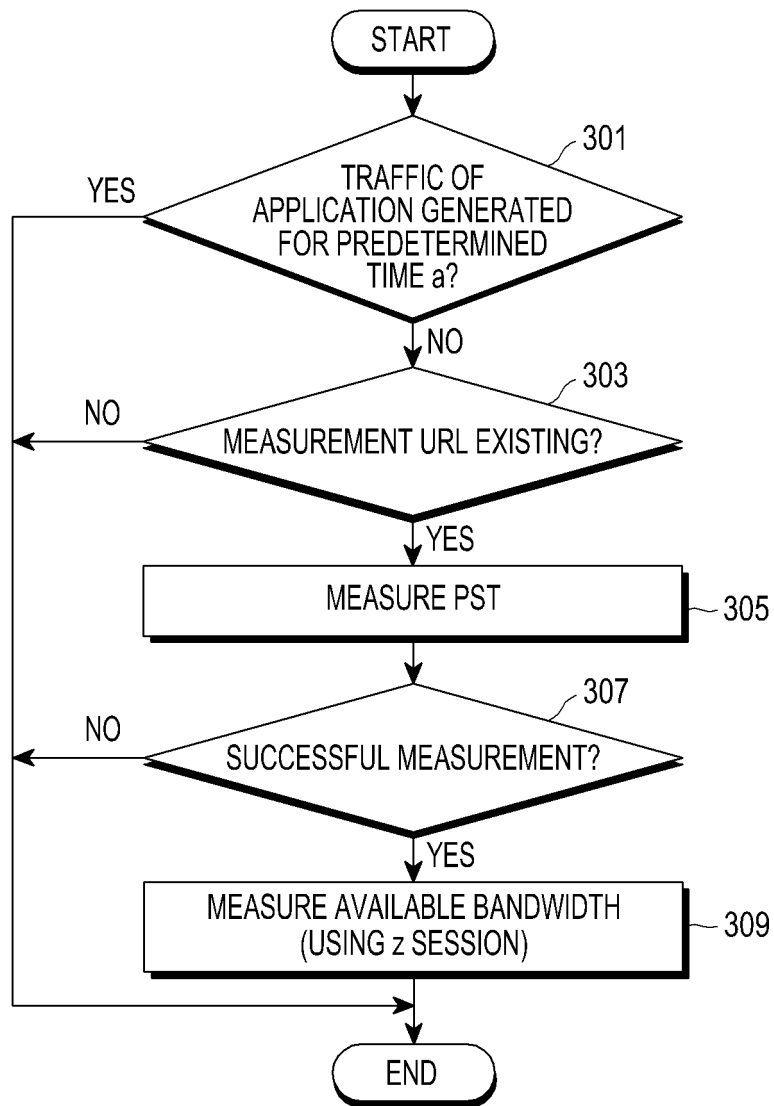 START
301
TRAFFIC OF
APPLICATION GENERATED
FOR PREDETERMINED
TIME a?
YES
NO
303
MEASUREMENT URL EXISTING?
NO
YES
MEASURE PST
305
307
SUCCESSFUL MEASUREMENT?
NO
YES
MEASURE AVAILABLE BANDWIDTH
(USING z SESSION)
309
END